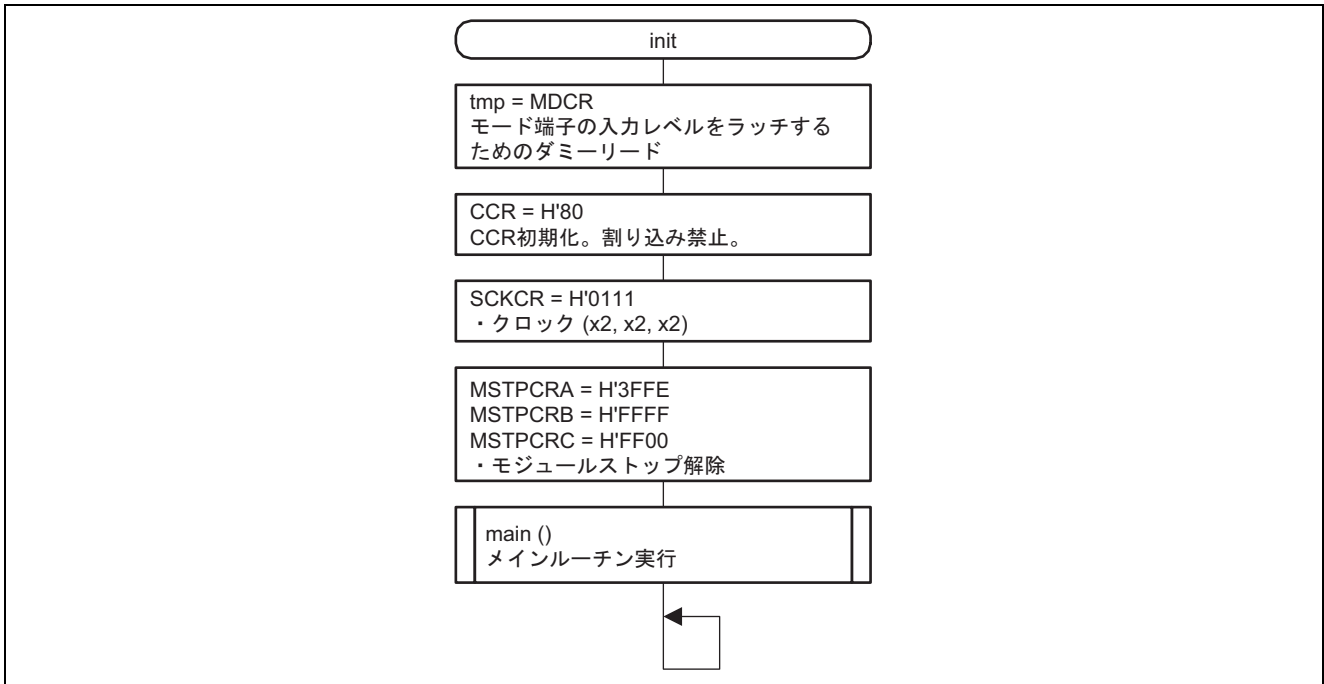 init
tmp = MDCR
モード端子の入力レベルをラッチする
ためのダミーリード
CCR = H'80
CCR初期化。割り込み禁止。
SCKCR = H'0111
・クロック (x2, x2, x2)
MSTPCRA = H'3FFE
MSTPCRB = H'FFFF
MSTPCRC = H'FF00
・モジュールストップ解除
main ()
メインルーチン実行